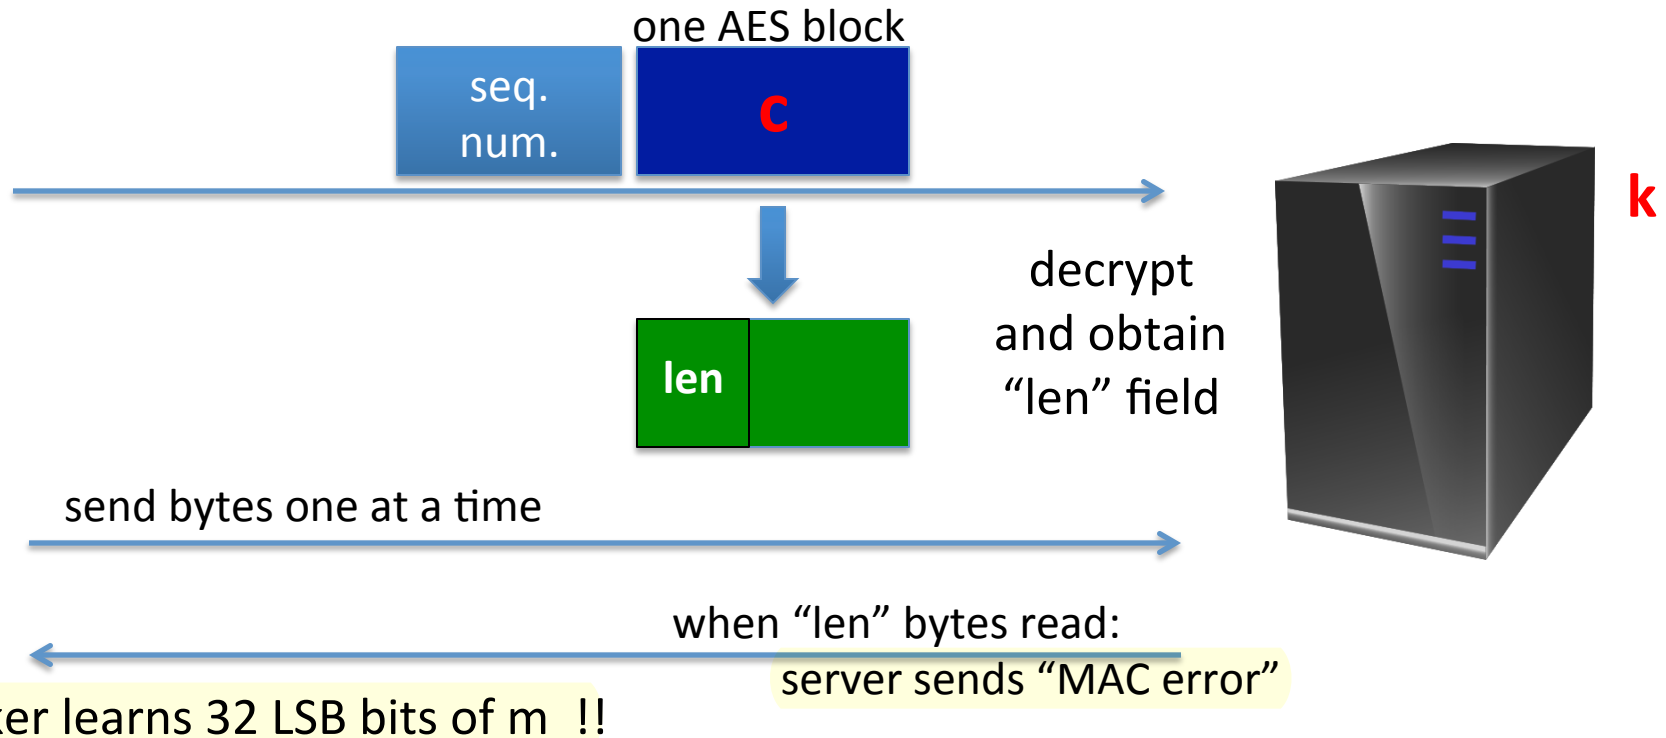 one AES block
seq.
num.
c
k
decrypt
and obtain
“len” field
len
send bytes one at a time
when “len” bytes read:
server sends “MAC error”
learns 32 LSB bits of m !!